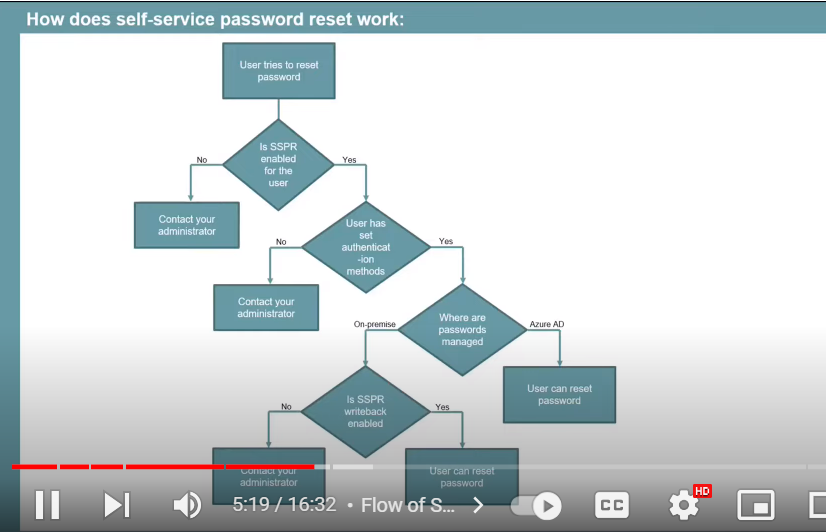 How does self-service password reset work:
User tries to reset
password
Is SSPR
enabled
for the
user
No
Yes
Contact your
administrator
User has
set
authenticat
-ion
methods
No
Yes
Contact your
administrator
Where are
passwords
managed
On-premise
Azure AD
User can reset
password
Is SSPR
writeback
enabled
No
Yes
Contact your
administrator
User can reset
password
5:19 / 16:32 • Flow of S...
CC
HD